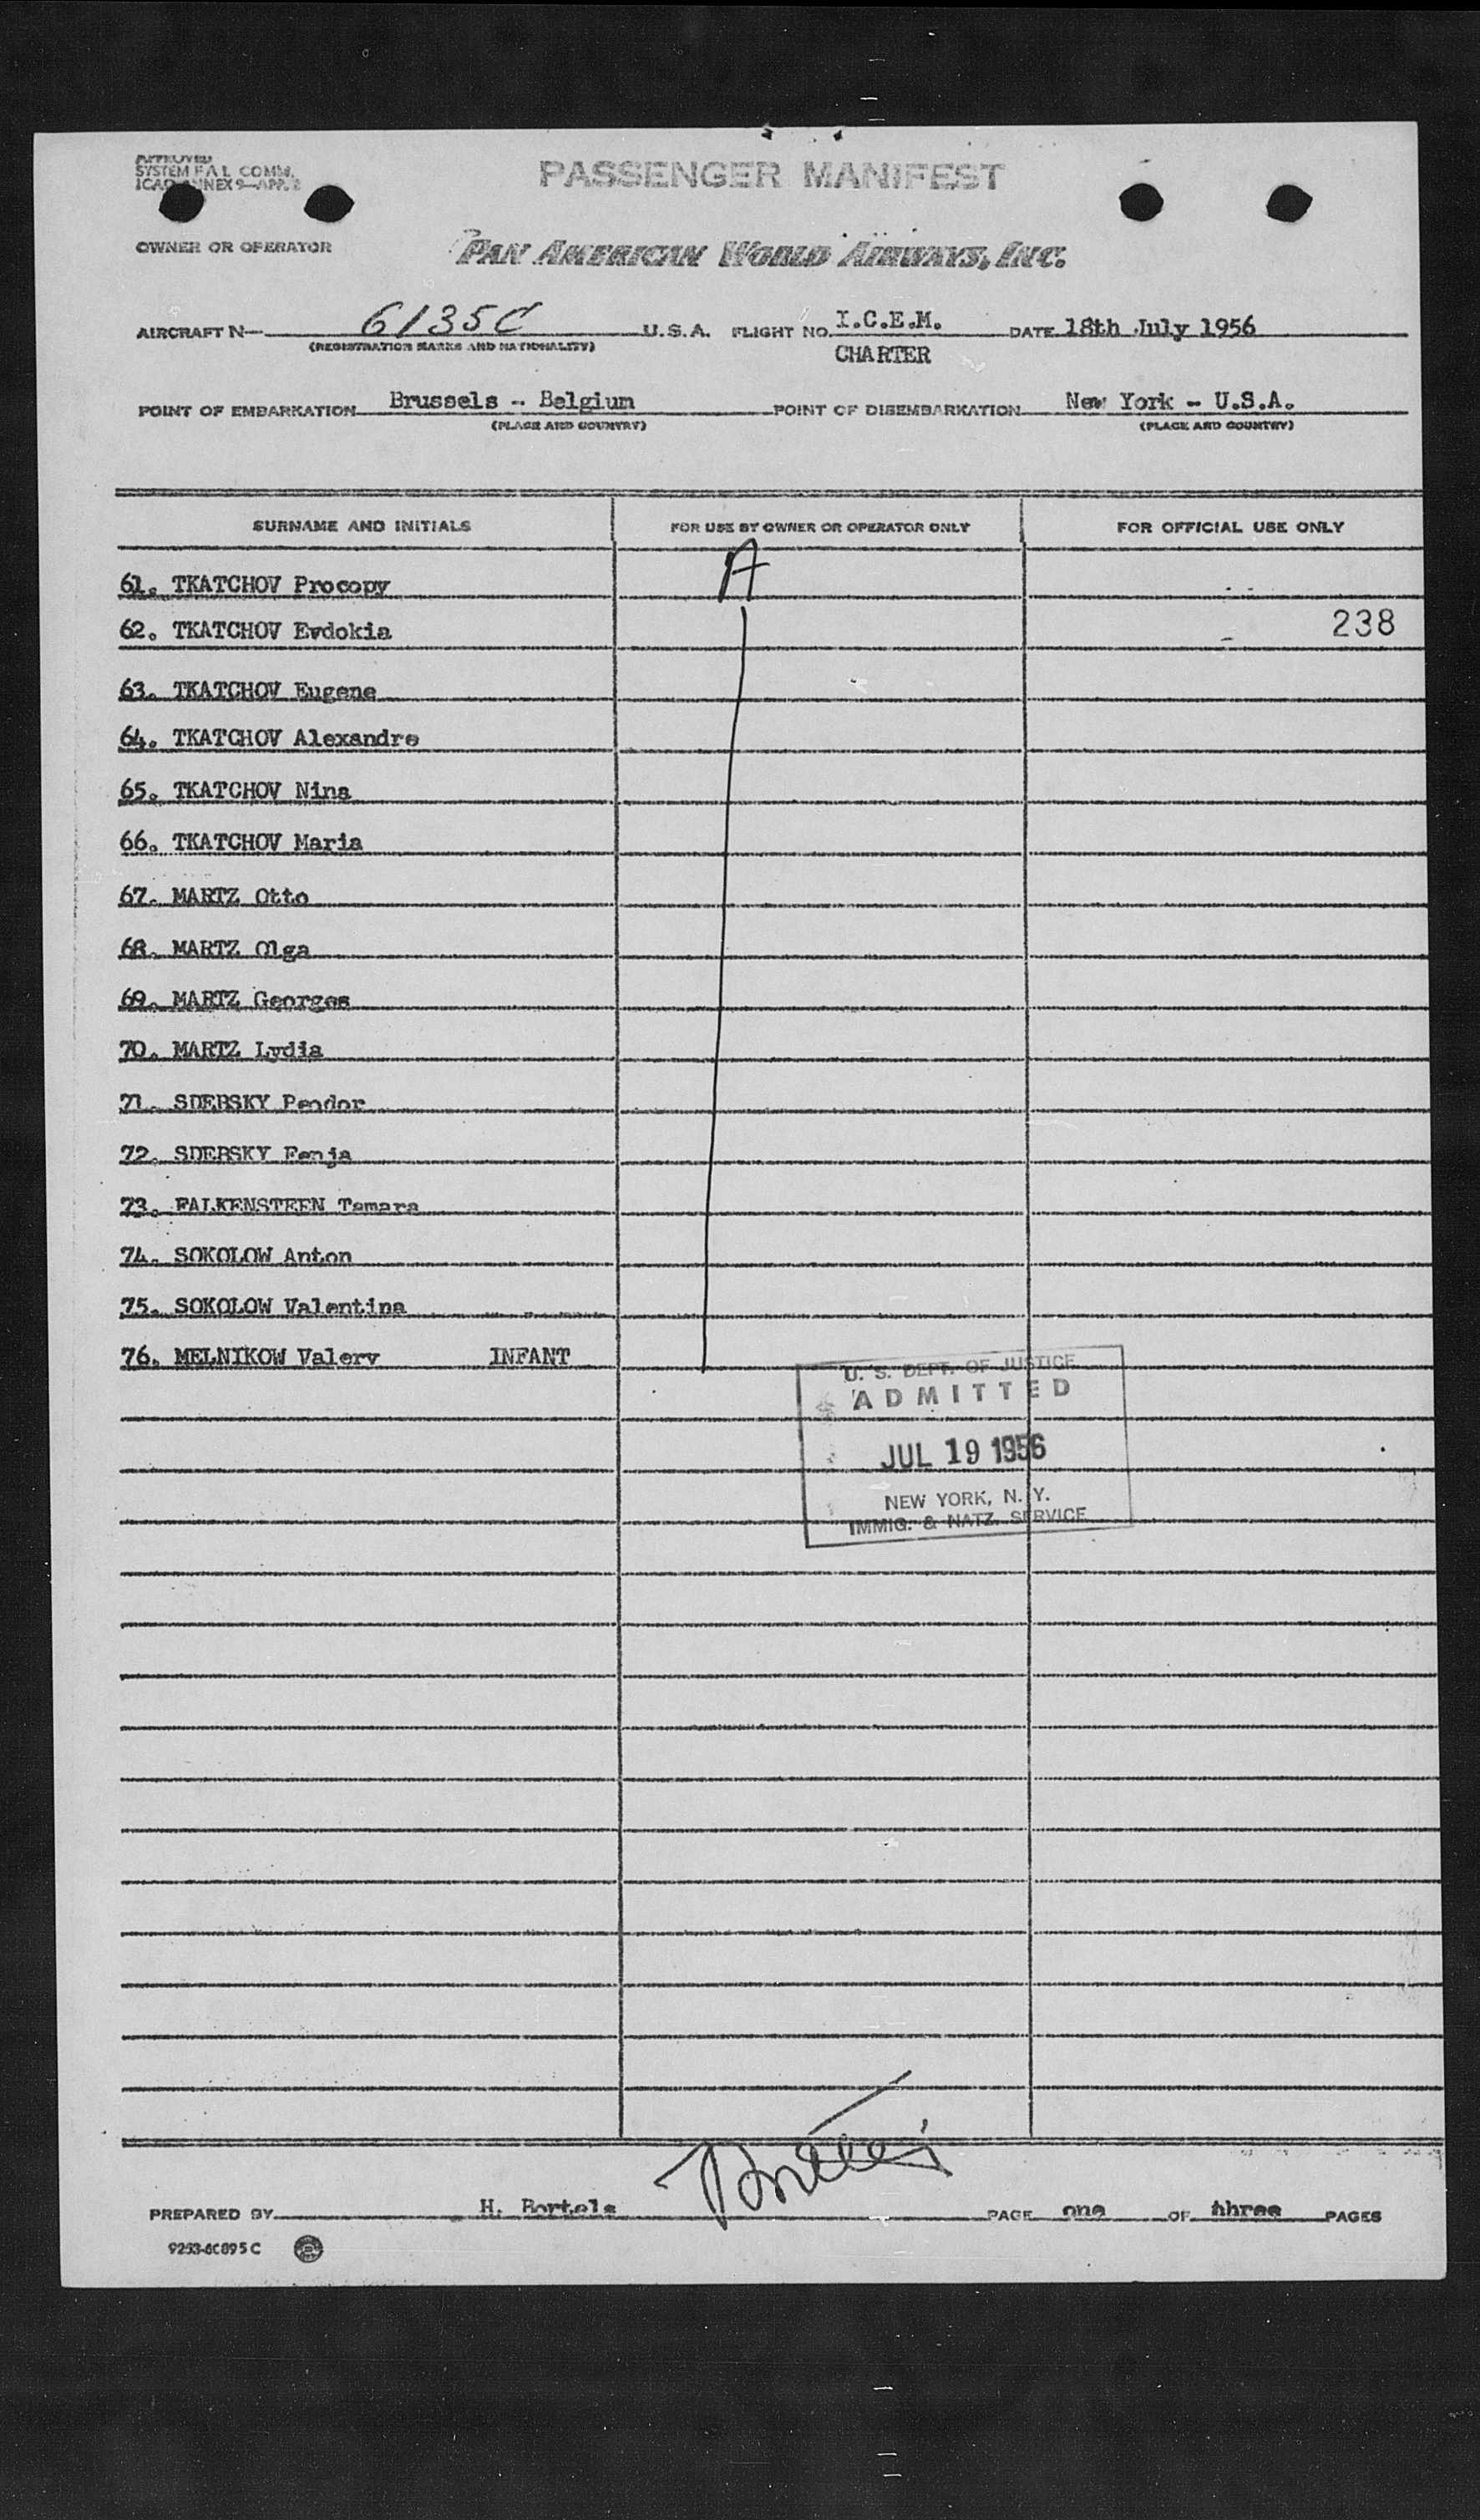 APPROVED
SYSTEM F A L COMM.
ICAO ANNEX 9—APP. 2
PASSENGER MANIFEST
OWNER OR OPERATOR PAN AMERICAN WORLD AIRWAYS, INC.
AIRCRAFT N— 6135C U.S.A. FLIGHT NO. I.C.E.M. DATE 18th July 1956
(REGISTRATION MARKS AND NATIONALITY) CHARTER
POINT OF EMBARKATION Brussels - Belgium POINT OF DISEMBARKATION New York - U.S.A.
(PLACE AND COUNTRY) (PLACE AND COUNTRY)
SURNAME AND INITIALS FOR USE BY OWNER OR OPERATOR ONLY FOR OFFICIAL USE ONLY
61. TKATCHOV Procopy A
62. TKATCHOV Evdokia 238
63. TKATCHOV Eugene
64. TKATCHOV Alexandre
65. TKATCHOV Nina
66. TKATCHOV Maria
67. MARTZ Otto
68. MARTZ Olga
69. MARTZ Georges
70. MARTZ Lydia
71. SDERSKY Feodor
72. SDERSKY Fenja
73. FALKENSTEEN Tamara
74. SOKOLOW Anton
75. SOKOLOW Valentina
76. MELNIKOW Valery INFANT
U. S. DEPT. OF JUSTICE
ADMITTED
JUL 19 1956
NEW YORK, N. Y.
IMMIG. & NATZ. SERVICE
PREPARED BY H. Bortels PAGE one OF three PAGES